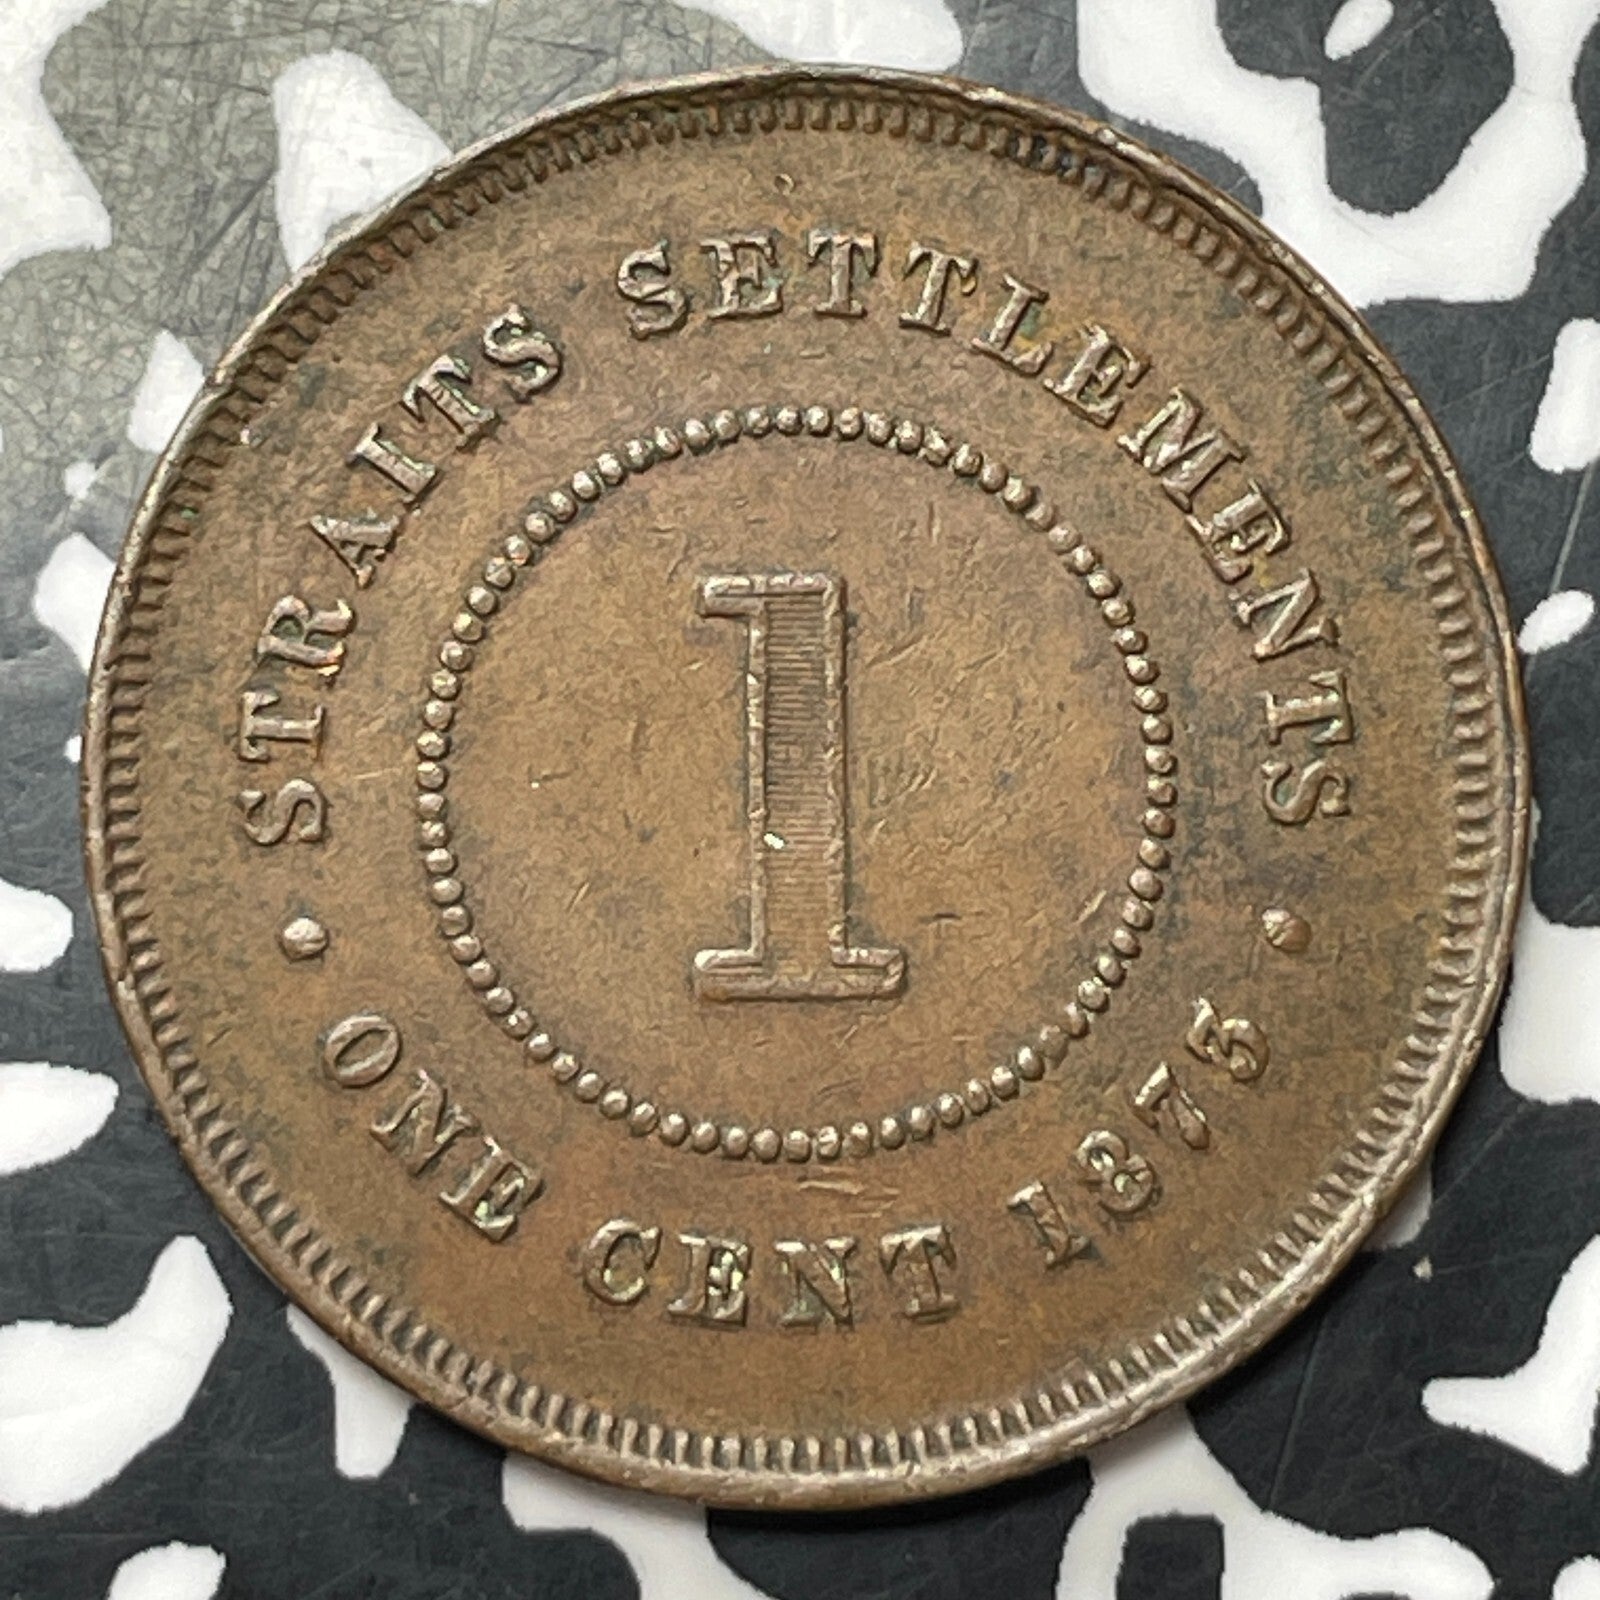 STRAITS SETTLEMENTS
1
• ONE CENT 1873 •